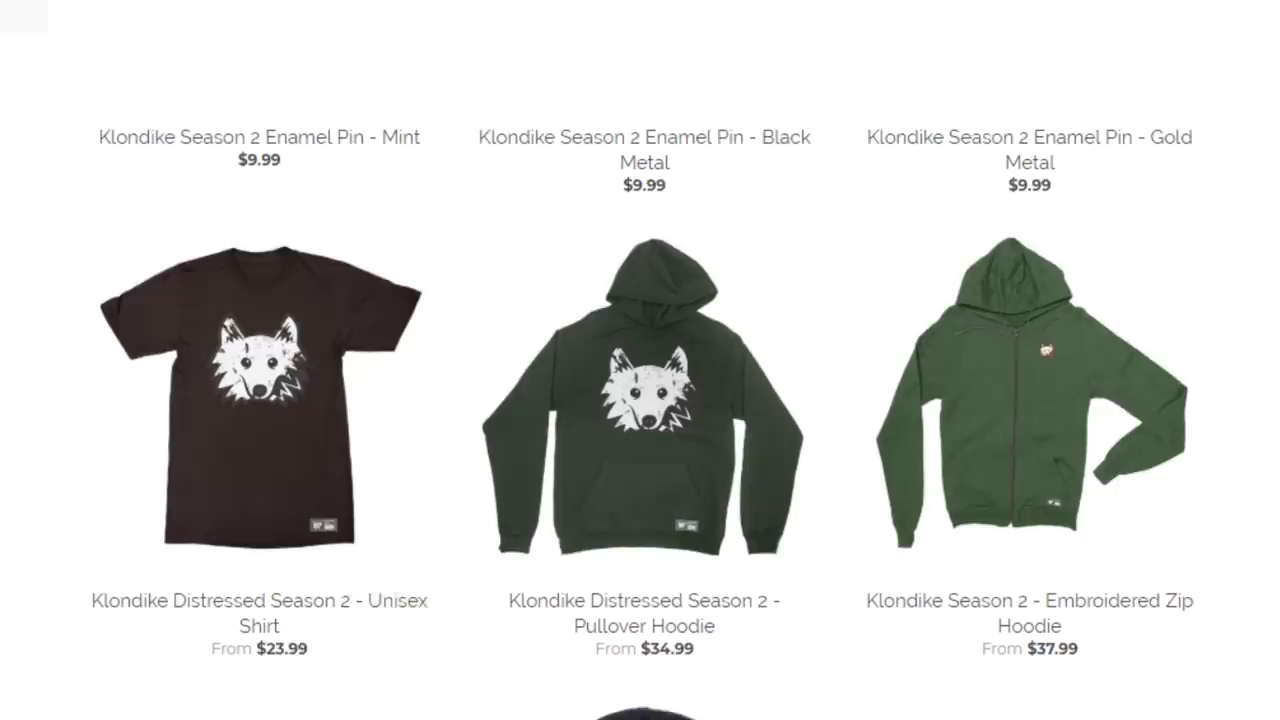 Klondike Season 2 Enamel Pin - Mint
$9.99
Klondike Season 2 Enamel Pin - Black
Metal
$9.99
Klondike Season 2 Enamel Pin - Gold
Metal
$9.99
Klondike Distressed Season 2 - Unisex
Shirt
From $23.99
Klondike Distressed Season 2 -
Pullover Hoodie
From $34.99
Klondike Season 2 - Embroidered Zip
Hoodie
From $37.99